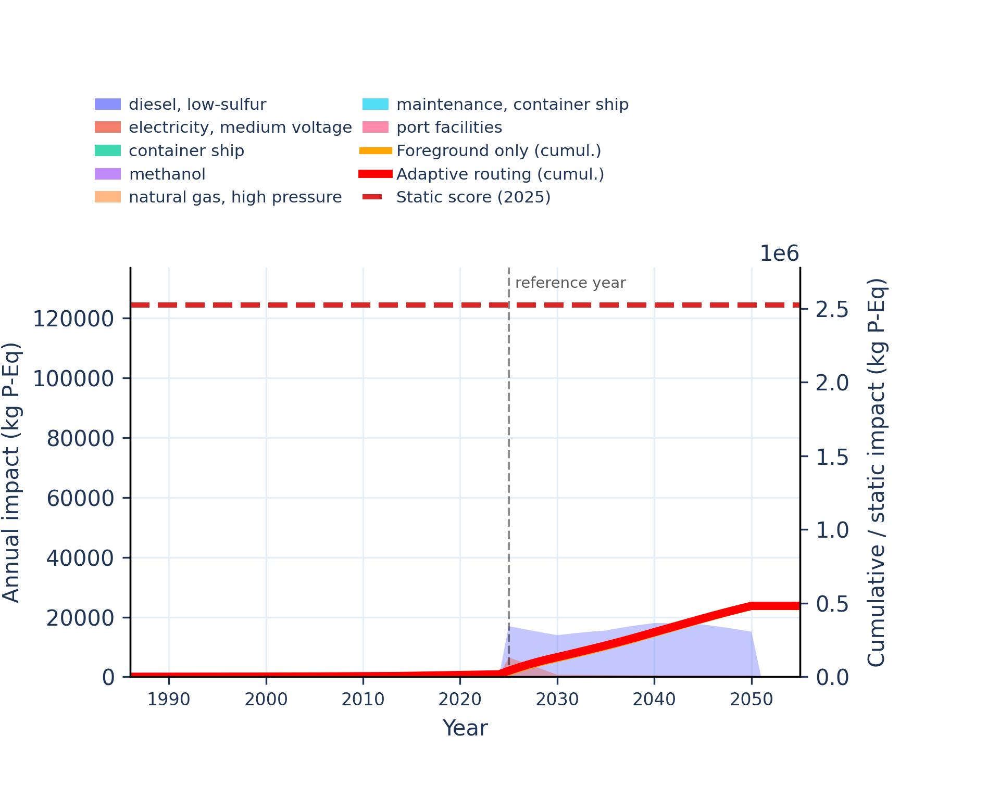 diesel, low-sulfur
electricity, medium voltage
container ship
methanol
natural gas, high pressure
maintenance, container ship
port facilities
Foreground only (cumul.)
Adaptive routing (cumul.)
Static score (2025)
1e6
reference year
Annual impact (kg P-Eq)
120000
100000
80000
60000
40000
20000
0
2.5
2.0
1.5
1.0
0.5
0.0
Cumulative / static impact (kg P-Eq)
1990 2000 2010 2020 2030 2040 2050
Year